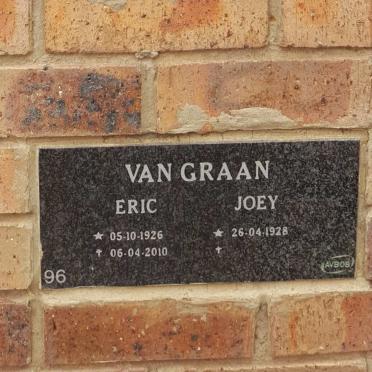 VAN GRAAN
ERIC JOEY
★ 05-10-1926 ★ 26-04-1928
✝ 06-04-2010 ✝
96 AVBOB